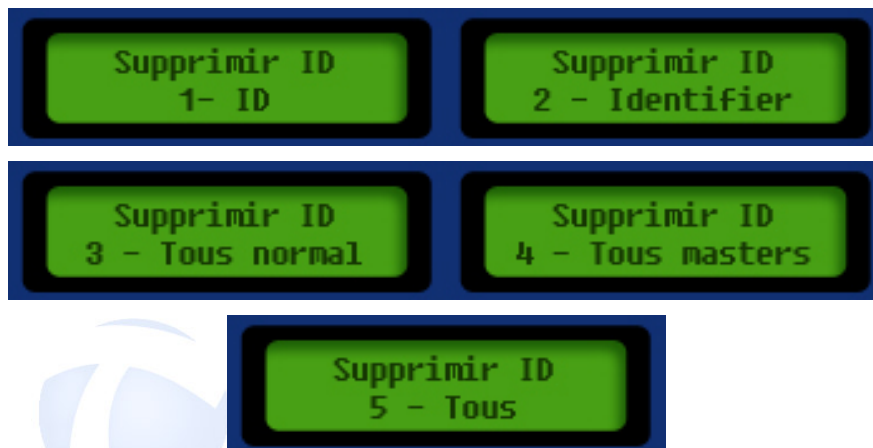 Supprimir ID
1- ID
Supprimir ID
2 - Identifier
Supprimir ID
3 - Tous normal
Supprimir ID
4 - Tous masters
Supprimir ID
5 - Tous